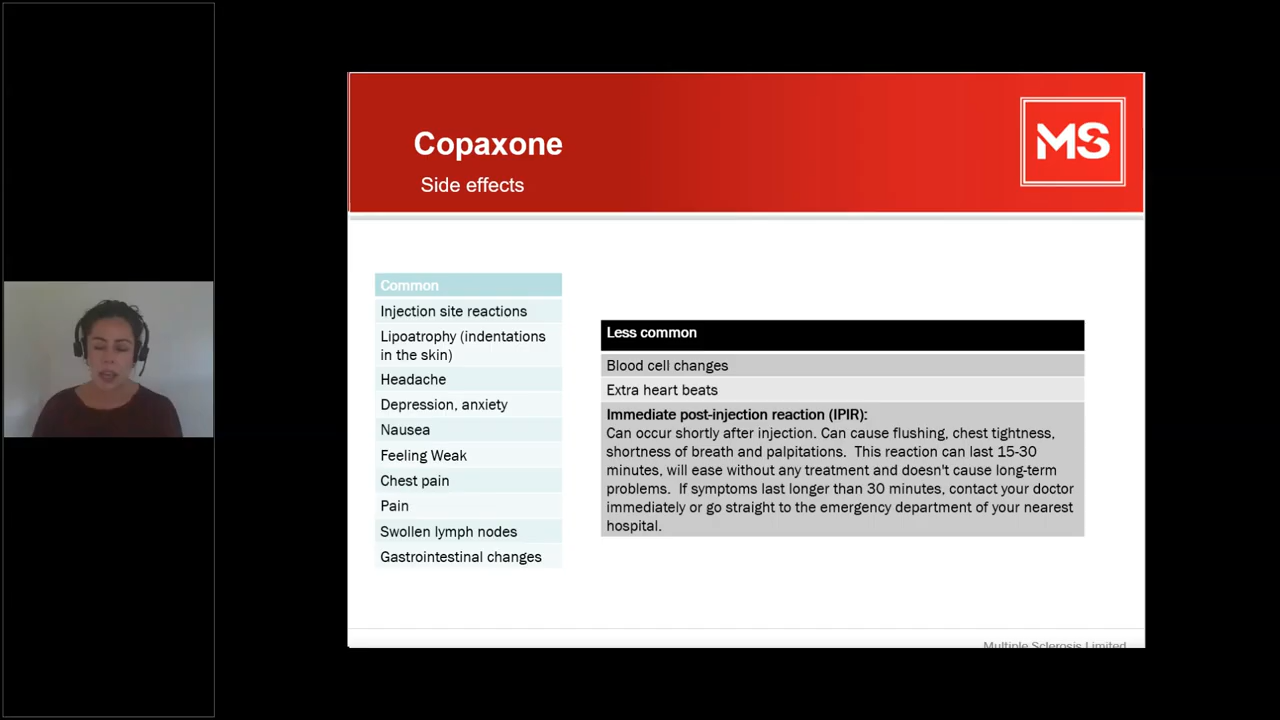 Copaxone
Side effects
MS
Common
Injection site reactions
Lipoatrophy (indentations
in the skin)
Headache
Depression, anxiety
Nausea
Feeling Weak
Chest pain
Pain
Swollen lymph nodes
Gastrointestinal changes
Less common
Blood cell changes
Extra heart beats
Immediate post-injection reaction (IPIR):
Can occur shortly after injection. Can cause flushing, chest tightness,
shortness of breath and palpitations.  This reaction can last 15-30
minutes, will ease without any treatment and doesn't cause long-term
problems.  If symptoms last longer than 30 minutes, contact your doctor
immediately or go straight to the emergency department of your nearest
hospital.
Multiple Sclerosis Limited